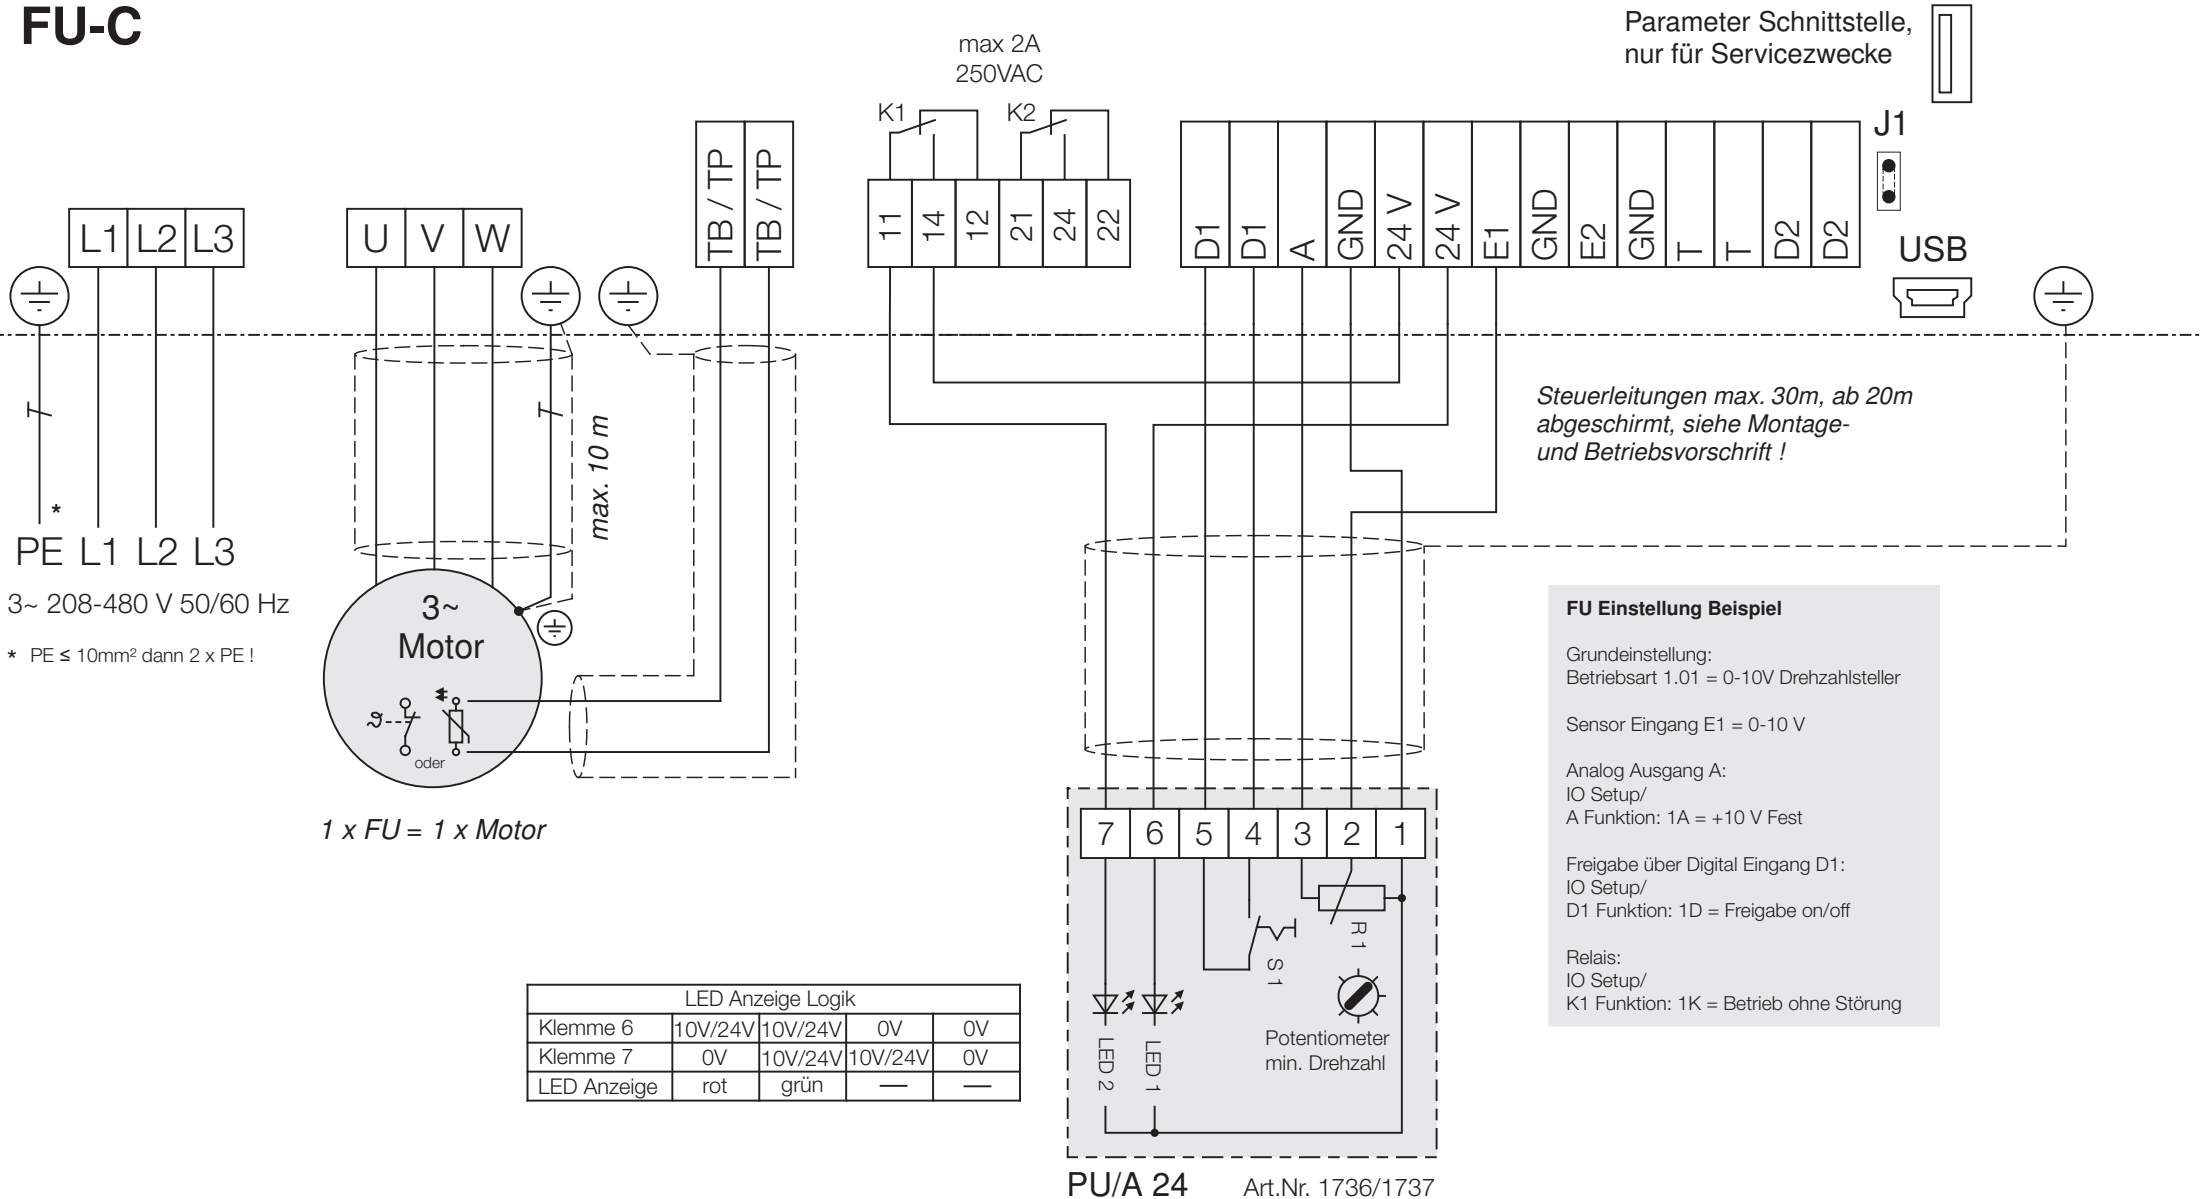 FU-C
max 2A
250VAC
Parameter Schnittstelle,
nur für Servicezwecke
K1
K2
J1
USB
L1 L2 L3
U V W
TB / TP
TB / TP
11 14 12 21 24 22
D1 D1 A GND 24 V 24 V E1 GND E2 GND T T D2 D2
Steuerleitungen max. 30m, ab 20m
abgeschirmt, siehe Montage-
und Betriebsvorschrift !
max. 10 m
*
PE L1 L2 L3
3~ 208-480 V 50/60 Hz
* PE ≤ 10mm² dann 2 x PE !
3~
Motor
ϑ
oder
1 x FU = 1 x Motor
FU Einstellung Beispiel
Grundeinstellung:
Betriebsart 1.01 = 0-10V Drehzahlsteller
Sensor Eingang E1 = 0-10 V
Analog Ausgang A:
IO Setup/
A Funktion: 1A = +10 V Fest
Freigabe über Digital Eingang D1:
IO Setup/
D1 Funktion: 1D = Freigabe on/off
Relais:
IO Setup/
K1 Funktion: 1K = Betrieb ohne Störung
7 6 5 4 3 2 1
R 1
S 1
Potentiometer
min. Drehzahl
LED 2
LED 1
LED Anzeige Logik
Klemme 6 10V/24V 10V/24V 0V 0V
Klemme 7 0V 10V/24V 10V/24V 0V
LED Anzeige rot grün — —
PU/A 24 Art.Nr. 1736/1737